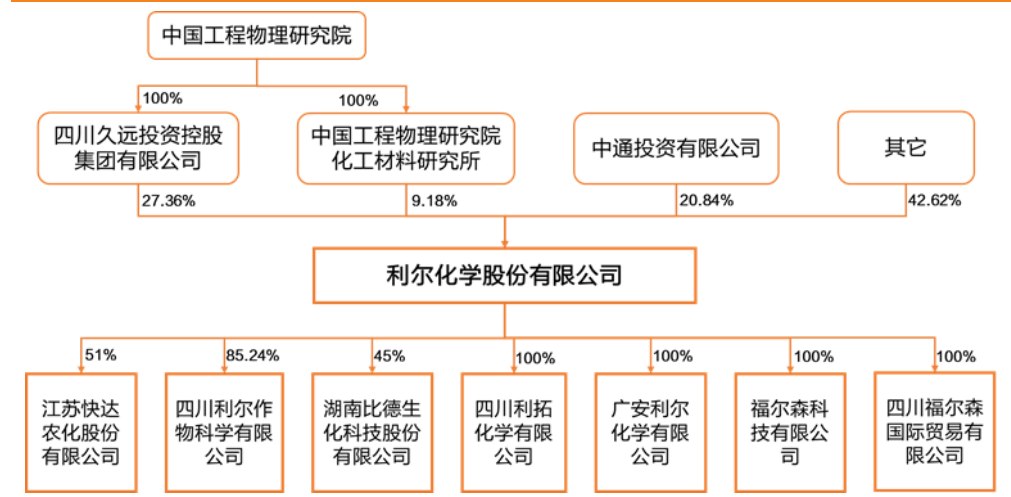 中国工程物理研究院
100%
100%
四川久远投资控股
集团有限公司
中国工程物理研究院
化工材料研究所
中通投资有限公司
其它
27.36%
9.18%
20.84%
42.62%
利尔化学股份有限公司
51%
85.24%
45%
100%
100%
100%
100%
江苏快达
农化股份
有限公司
四川利尔作
物科学有限
公司
湖南比德生
化科技股份
有限公司
四川利拓
化学有限
公司
广安利尔
化学有限
公司
福尔森科
技有限公
司
四川福尔森
国际贸易有
限公司